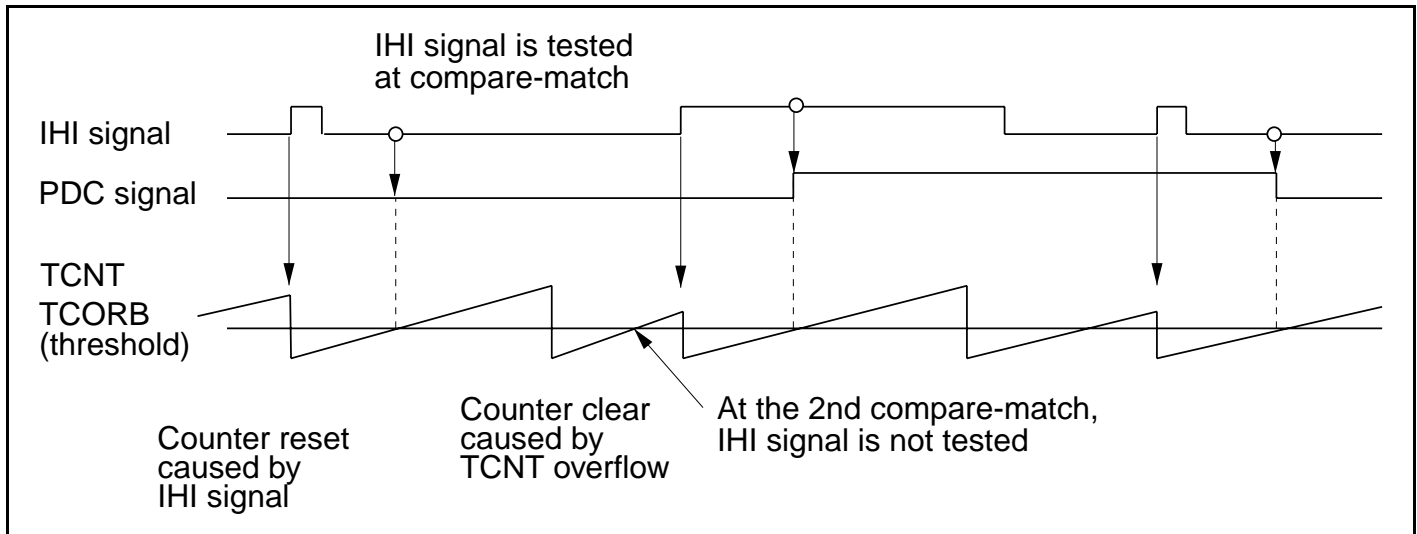 IHI signal is tested
at compare-match
IHI signal
PDC signal
TCNT
TCORB
(threshold)
Counter reset
caused by
IHI signal
Counter clear
caused by
TCNT overflow
At the 2nd compare-match,
IHI signal is not tested